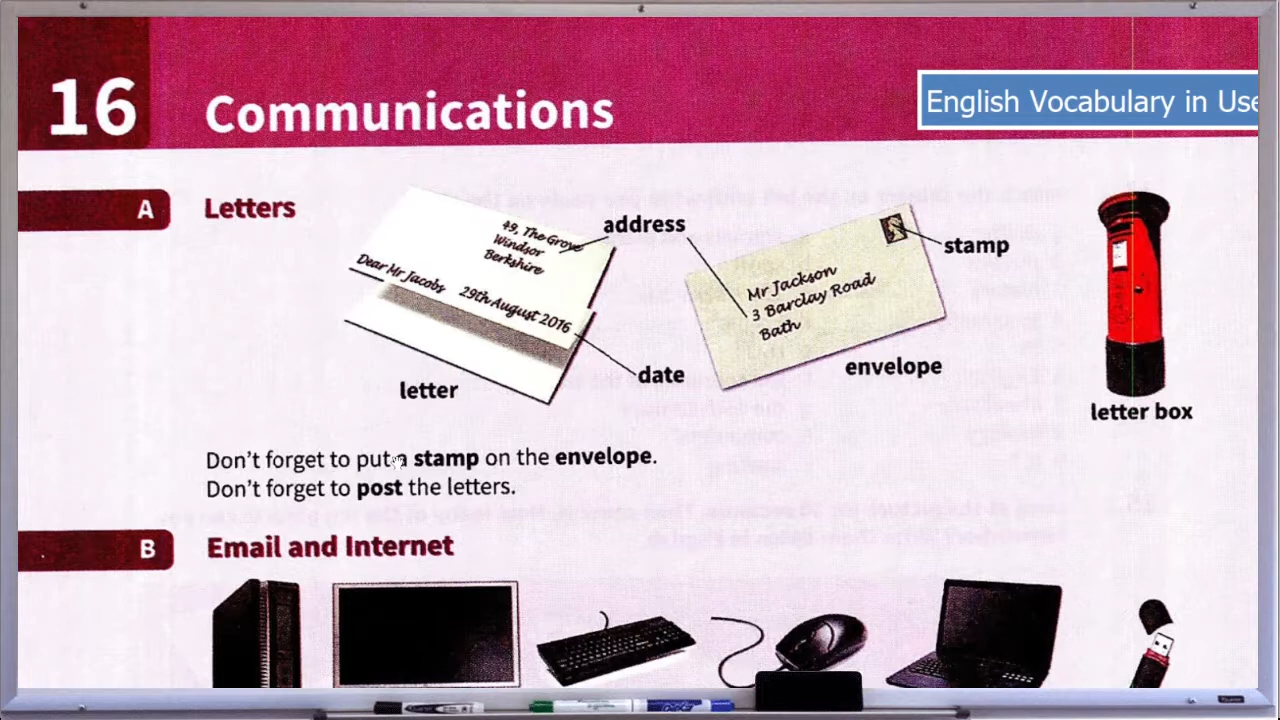 16
Communications
English Vocabulary in Use
A
Letters
49, The Grove
Windsor
Berkshire
Dear Mr Jacobs
29th August 2016
address
stamp
Mr Jackson
3 Barclay Road
Bath
date
envelope
letter
letter box
Don't forget to put a stamp on the envelope.
Don't forget to post the letters.
B
Email and Internet